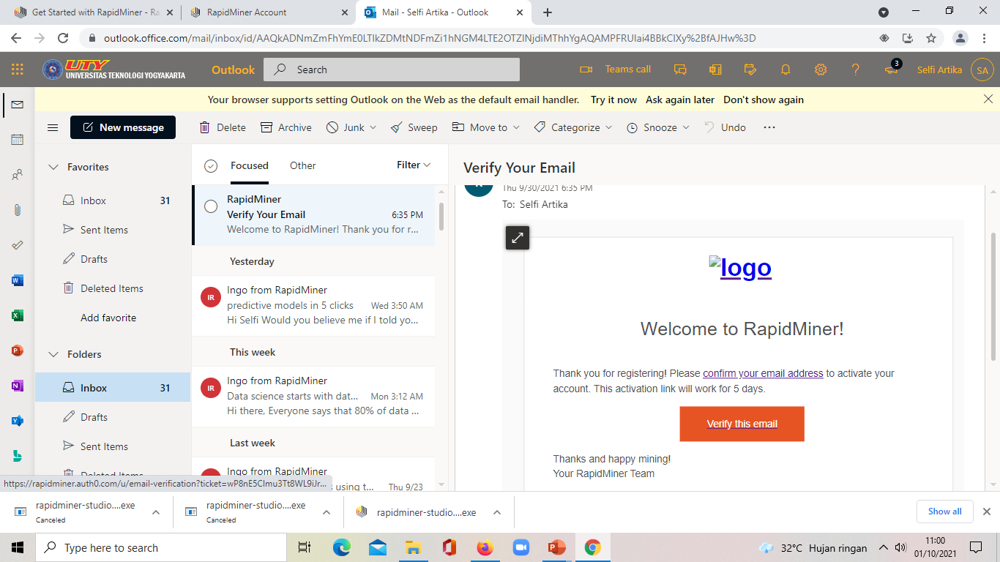 Get Started with RapidMiner - Ra
RapidMiner Account
Mail - Selfi Artika - Outlook
outlook.office.com/mail/inbox/id/AAQkADNmZmFhYmE0LTlkZDMtNDFmZi1hNGM4LTE2OTZlNjdiMThhYgAQAMPFRUIai4BBkClXy%2BfAJHw%3D
UTY
UNIVERSITAS TEKNOLOGI YOGYAKARTA
Outlook
Search
Teams call
3
Selfi Artika
SA
Your browser supports setting Outlook on the Web as the default email handler. Try it now Ask again later Don't show again
New message
Delete Archive Junk Sweep Move to Categorize Snooze Undo
Favorites
Inbox 31
Sent Items
Drafts
Deleted Items
Add favorite
Folders
Inbox 31
Drafts
Sent Items
Deleted Items
Focused Other Filter
RapidMiner
Verify Your Email 6:35 PM
Welcome to RapidMiner! Thank you for r...
Yesterday
IR
Ingo from RapidMiner
predictive models in 5 clicks Wed 3:50 AM
Hi Selfi Would you believe me if I told yo...
This week
IR
Ingo from RapidMiner
Data science starts with dat... Mon 3:12 AM
Hi there, Everyone says that 80% of data ...
Last week
Ingo from RapidMiner
s using t... Thu 9/23
Verify Your Email
Thu 9/30/2021 6:35 PM
To: Selfi Artika
logo
Welcome to RapidMiner!
Thank you for registering! Please confirm your email address to activate your
account. This activation link will work for 5 days.
Verify this email
Thanks and happy mining!
Your RapidMiner Team
https://rapidminer.auth0.com/u/email-verification?ticket=wP8nE5CImu3Tt8WL9iJr...
rapidminer-studio....exe
Canceled
rapidminer-studio....exe
Canceled
rapidminer-studio....exe
Show all
Type here to search
32°C Hujan ringan
11:00
01/10/2021